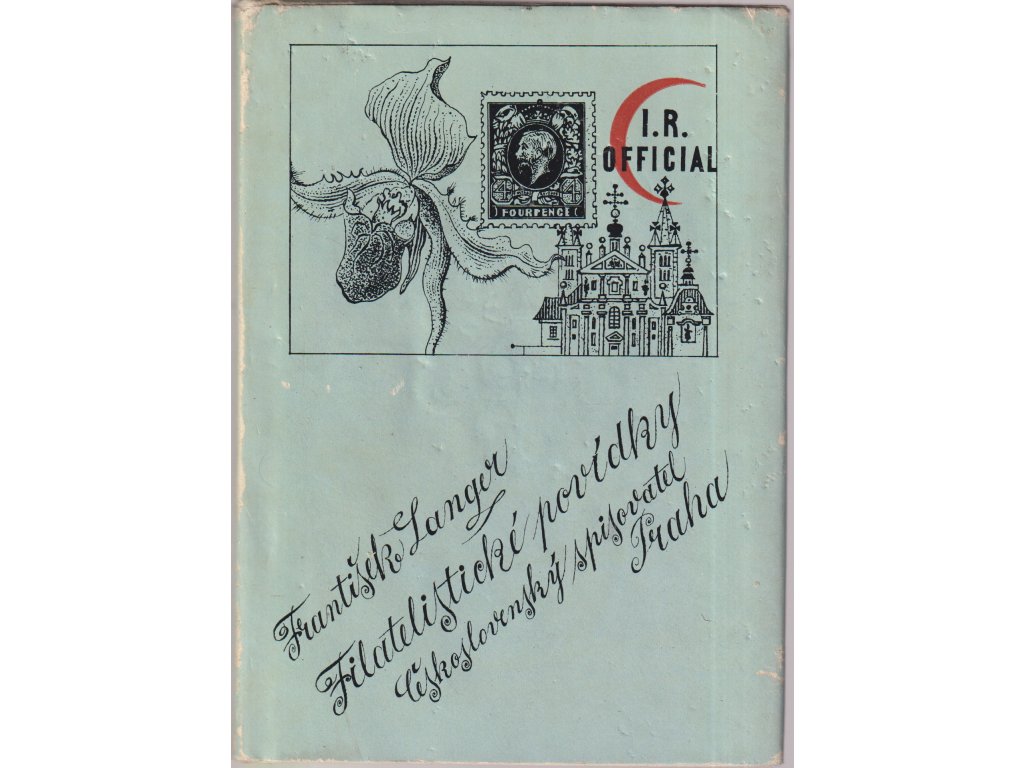 I.R.
OFFICIAL
) FOURPENCE (
František Langer
Filatelistické povídky
Československý spisovatel
Praha